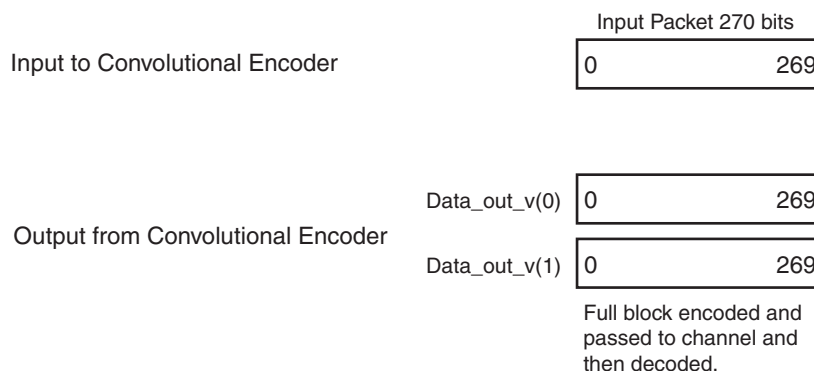 Input Packet 270 bits
Input to Convolutional Encoder
0 269
Data_out_v(0) 0 269
Output from Convolutional Encoder
Data_out_v(1) 0 269
Full block encoded and
passed to channel and
then decoded.